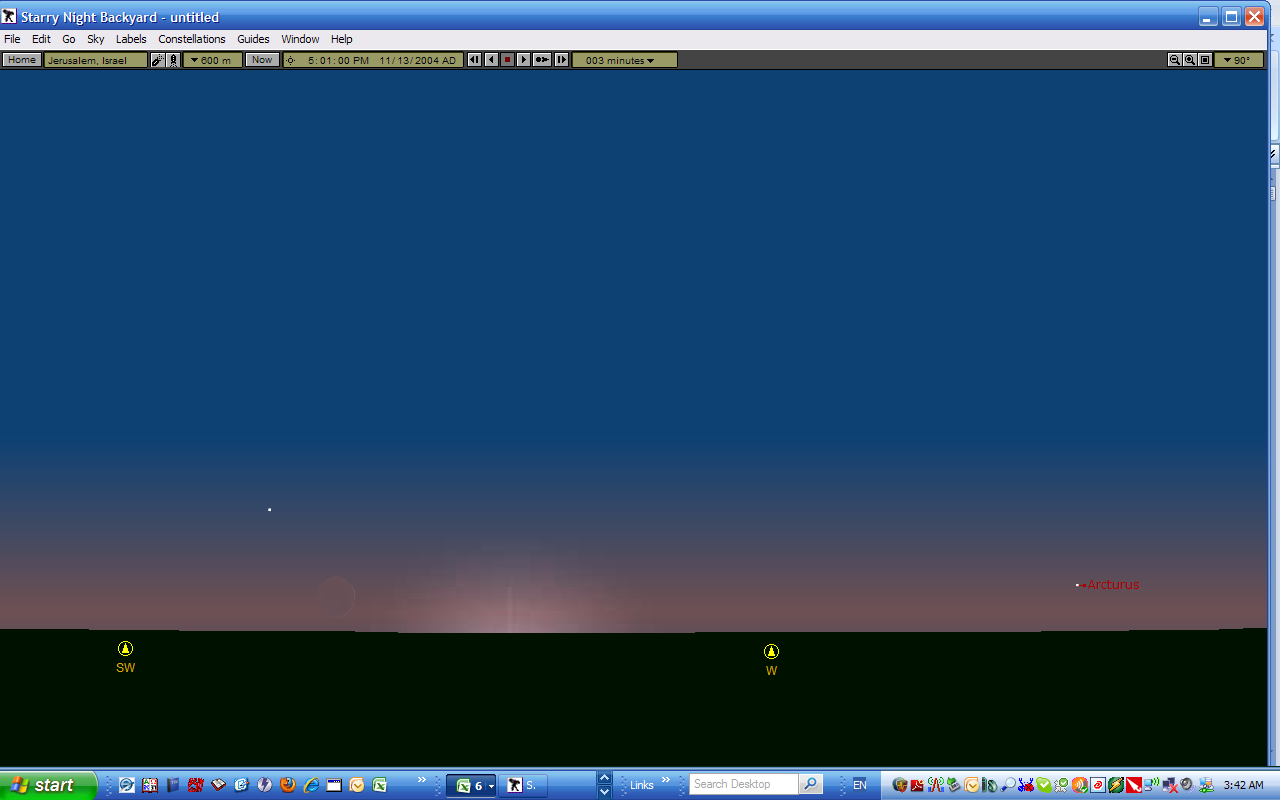 Starry Night Backyard - untitled
File Edit Go Sky Labels Constellations Guides Window Help
Home Jerusalem, Israel 600 m Now 5:01:00 PM 11/13/2004 AD 003 minutes 90°
Arcturus
SW
W
start 6 S. Links Search Desktop EN 3:42 AM